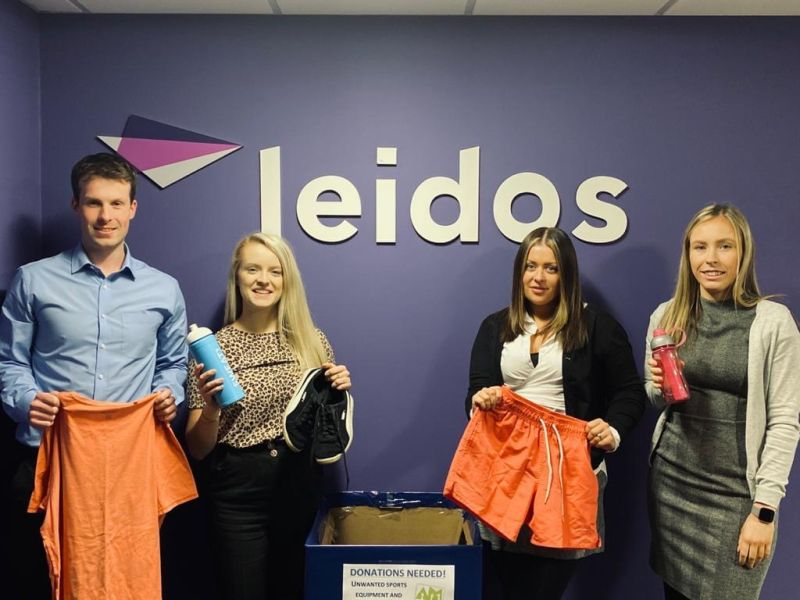 leidos
DONATIONS NEEDED!
UNWANTED SPORTS
EQUIPMENT AND